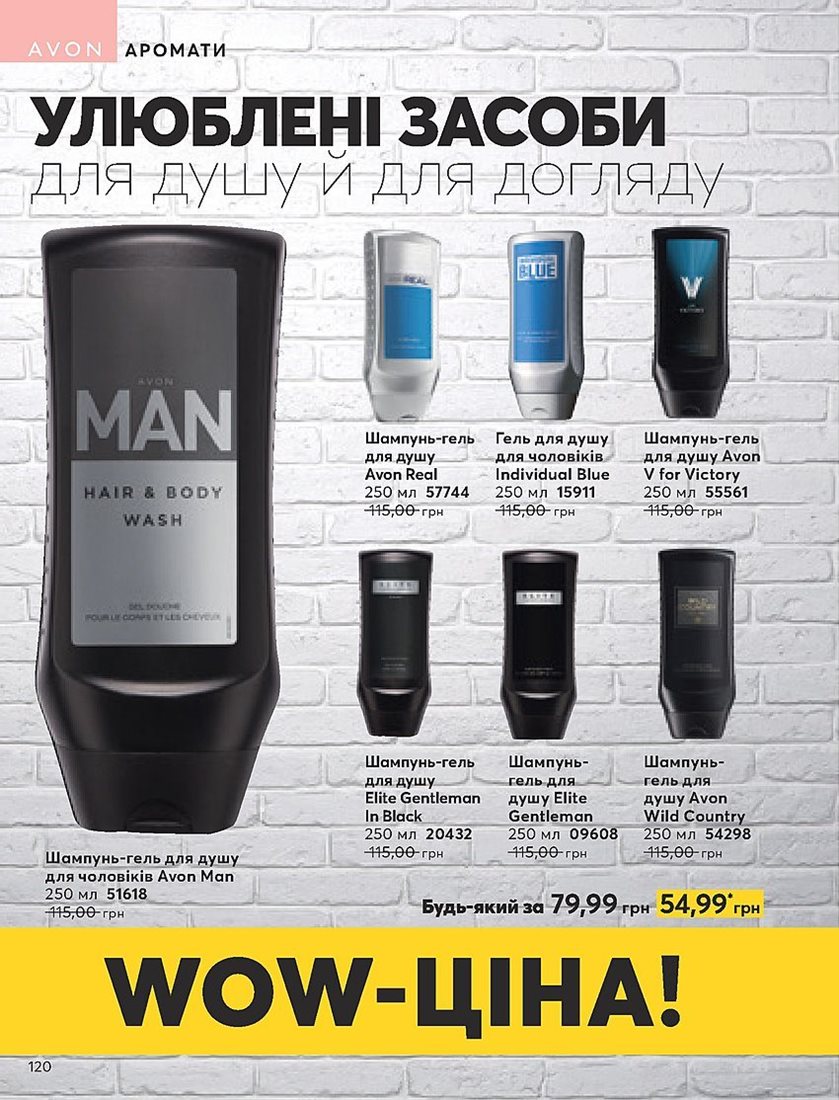 AVON АРОМАТИ
УЛЮБЛЕНІ ЗАСОБИ
для душу й для догляду
AVON
MAN
HAIR & BODY
WASH
GEL DOUCHE
POUR LE CORPS ET LES CHEVEUX
REAL
BLUE
V
VICTORY
Шампунь-гель
для душу
Avon Real
250 мл 57744
115,00 грн
Гель для душу
для чоловіків
Individual Blue
250 мл 15911
115,00 грн
Шампунь-гель
для душу Avon
V for Victory
250 мл 55561
115,00 грн
ELITE
WILD
COUNTRY
Шампунь-гель
для душу
Elite Gentleman
In Black
250 мл 20432
115,00 грн
Шампунь-
гель для
душу Elite
Gentleman
250 мл 09608
115,00 грн
Шампунь-
гель для
душу Avon
Wild Country
250 мл 54298
115,00 грн
Шампунь-гель для душу
для чоловіків Avon Man
250 мл 51618
115,00 грн
Будь-який за 79,99 грн 54,99* грн
WOW-ЦІНА!
120